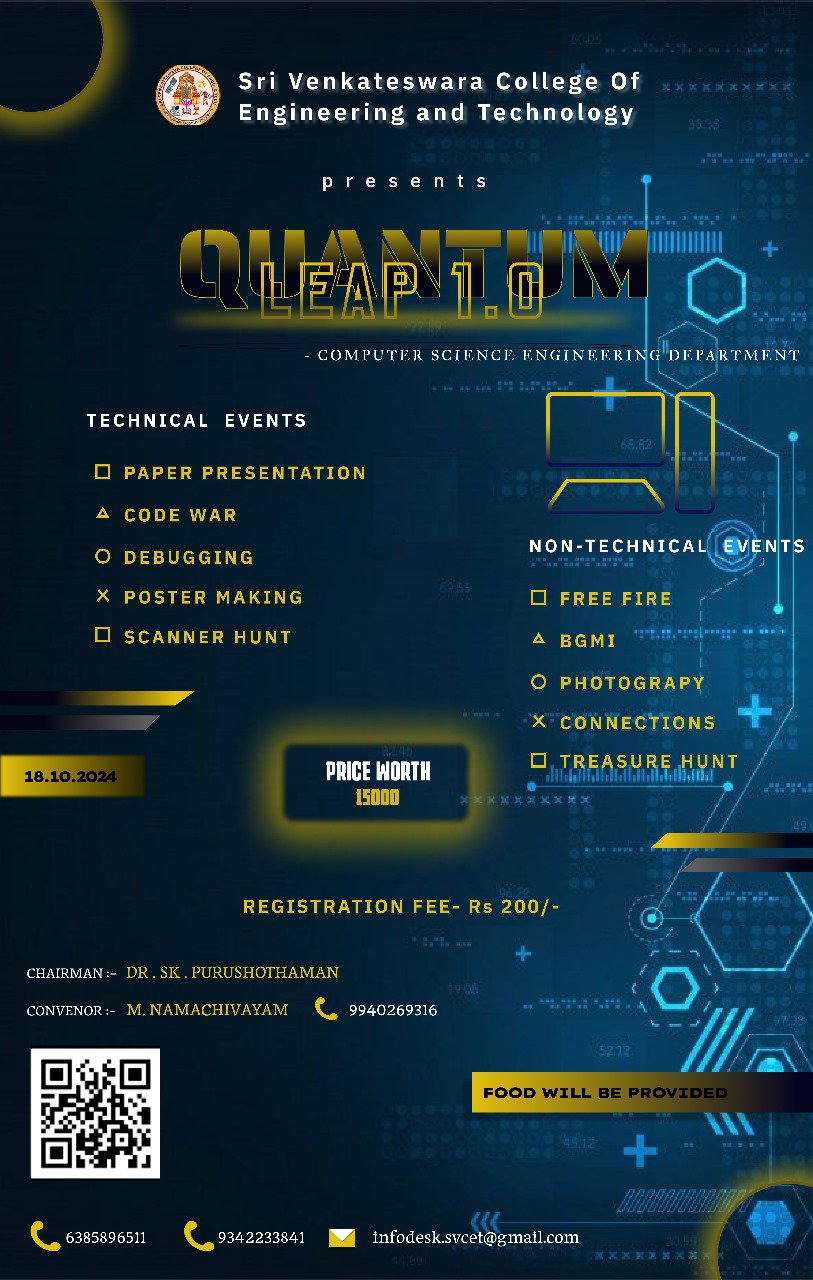 Sri Venkateswara College Of
Engineering and Technology
presents
QUANTUM
LEAP 1.0
- COMPUTER SCIENCE ENGINEERING DEPARTMENT
TECHNICAL EVENTS
PAPER PRESENTATION
CODE WAR
DEBUGGING
POSTER MAKING
SCANNER HUNT
NON-TECHNICAL EVENTS
FREE FIRE
BGMI
PHOTOGRAPY
CONNECTIONS
TREASURE HUNT
18.10.2024
PRICE WORTH
15000
REGISTRATION FEE- Rs 200/-
CHAIRMAN :- DR . SK . PURUSHOTHAMAN
CONVENOR :- M. NAMACHIVAYAM 9940269316
FOOD WILL BE PROVIDED
6385896511 9342233841 infodesk.svcet@gmail.com